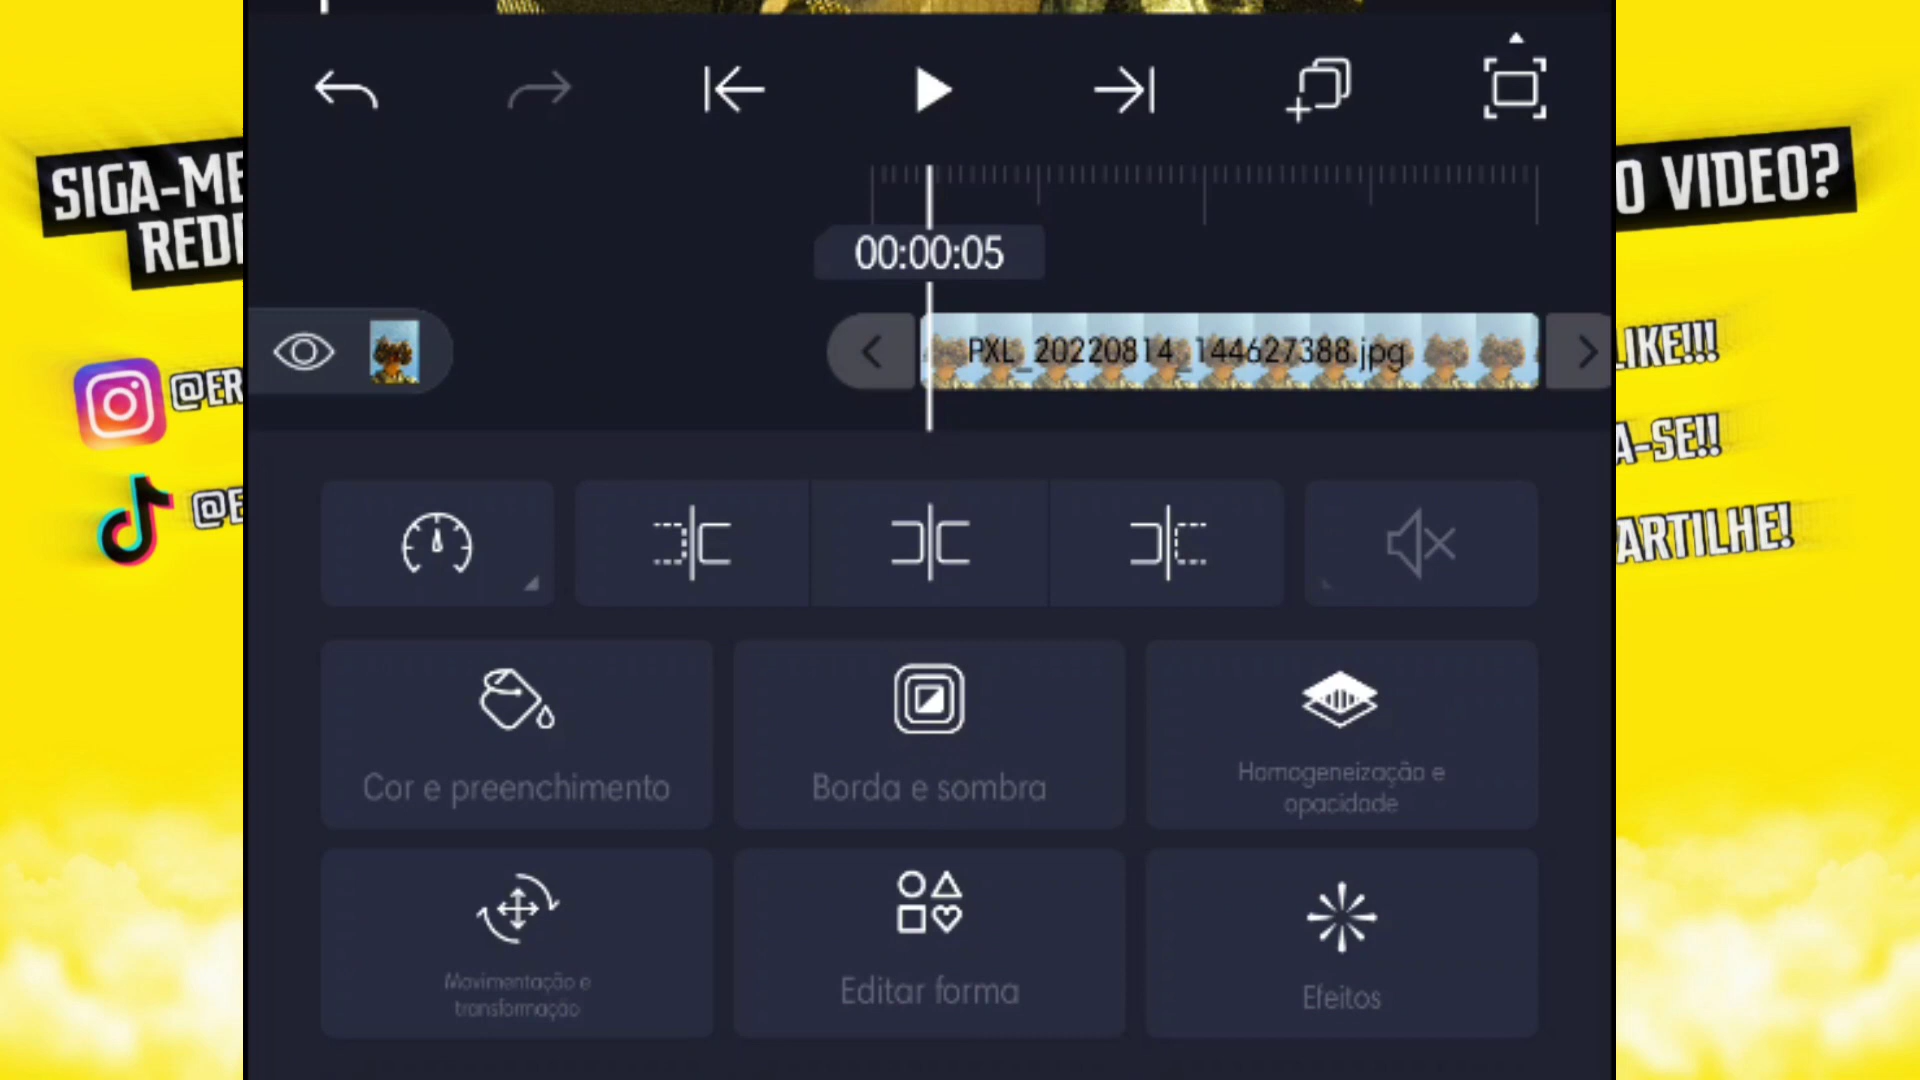 SIGA-ME
REDE
@ER
@E
00:00:05
PXL_20220814_144627388.jpg
Cor e preenchimento
Borda e sombra
Homogeneização e
opacidade
Movimentação e
transformação
Editar forma
Efeitos
O VIDEO?
LIKE!!!
A-SE!!
ARTILHE!